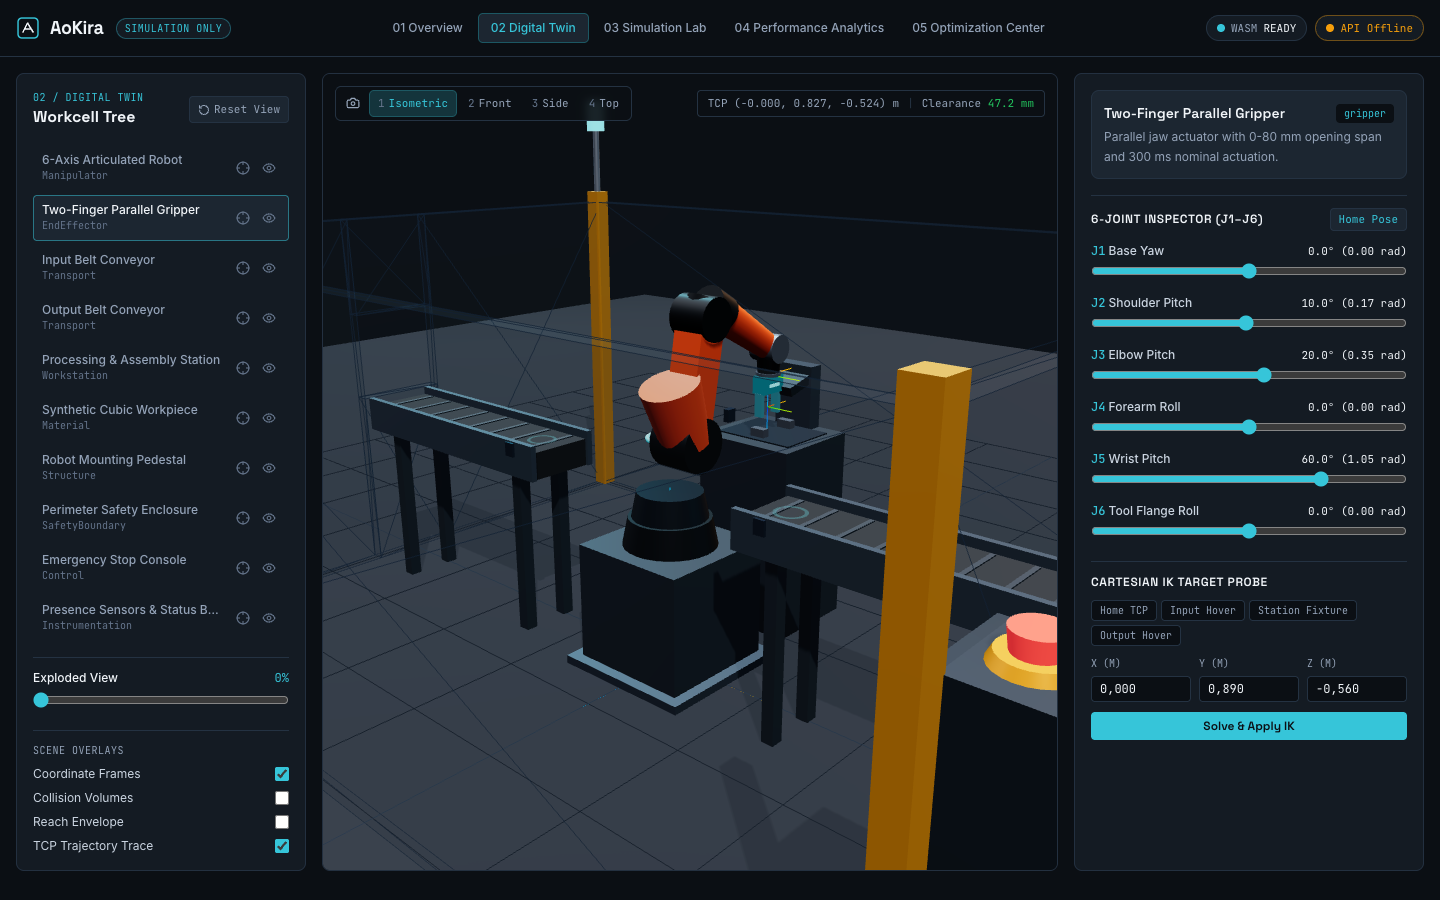 AoKira
SIMULATION ONLY
01 Overview
02 Digital Twin
03 Simulation Lab
04 Performance Analytics
05 Optimization Center
WASM READY
API Offline
02 / DIGITAL TWIN
Workcell Tree
Reset View
6-Axis Articulated Robot
Manipulator
Two-Finger Parallel Gripper
EndEffector
Input Belt Conveyor
Transport
Output Belt Conveyor
Transport
Processing & Assembly Station
Workstation
Synthetic Cubic Workpiece
Material
Robot Mounting Pedestal
Structure
Perimeter Safety Enclosure
SafetyBoundary
Emergency Stop Console
Control
Presence Sensors & Status B...
Instrumentation
Exploded View 0%
SCENE OVERLAYS
Coordinate Frames
Collision Volumes
Reach Envelope
TCP Trajectory Trace
1 Isometric
2 Front
3 Side
4 Top
TCP (-0.000, 0.827, -0.524) m
Clearance 47.2 mm
Two-Finger Parallel Gripper
gripper
Parallel jaw actuator with 0-80 mm opening span
and 300 ms nominal actuation.
6-JOINT INSPECTOR (J1–J6)
Home Pose
J1 Base Yaw 0.0° (0.00 rad)
J2 Shoulder Pitch 10.0° (0.17 rad)
J3 Elbow Pitch 20.0° (0.35 rad)
J4 Forearm Roll 0.0° (0.00 rad)
J5 Wrist Pitch 60.0° (1.05 rad)
J6 Tool Flange Roll 0.0° (0.00 rad)
CARTESIAN IK TARGET PROBE
Home TCP
Input Hover
Station Fixture
Output Hover
X (M) Y (M) Z (M)
0,000 0,890 -0,560
Solve & Apply IK